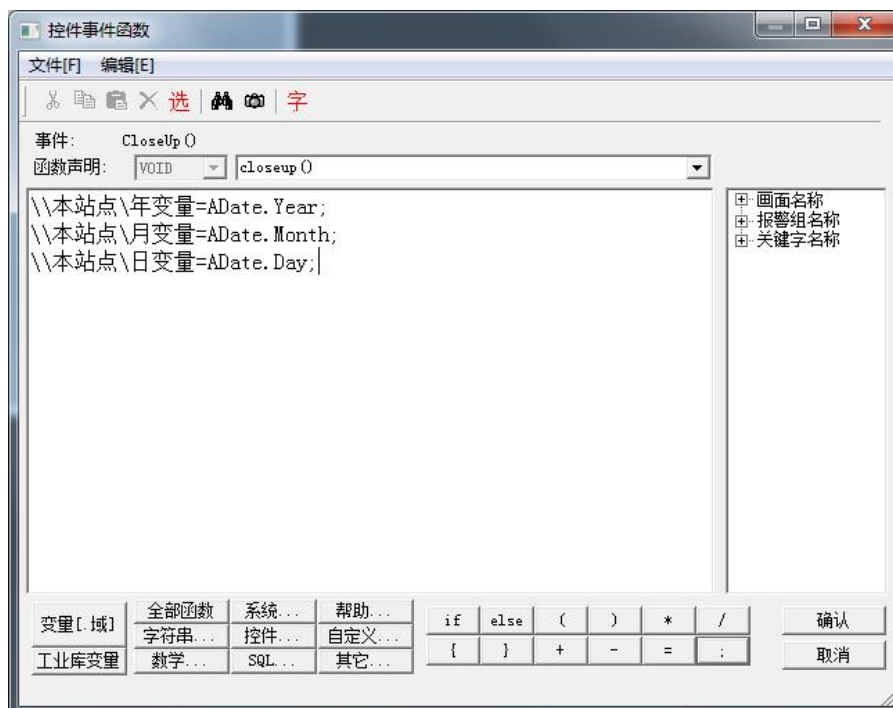 控件事件函数
文件[F] 编辑[E]
选 字
事件: CloseUp()
函数声明: VOID closeup()
\\本站点\年变量=ADate.Year;
\\本站点\月变量=ADate.Month;
\\本站点\日变量=ADate.Day;
画面名称
报警组名称
关键字名称
变量[.域] 全部函数 系统... 帮助... if else ( ) * / 确认
字符串... 控件... 自定义...
工业库变量 数学... SQL... 其它... { } + - = ; 取消